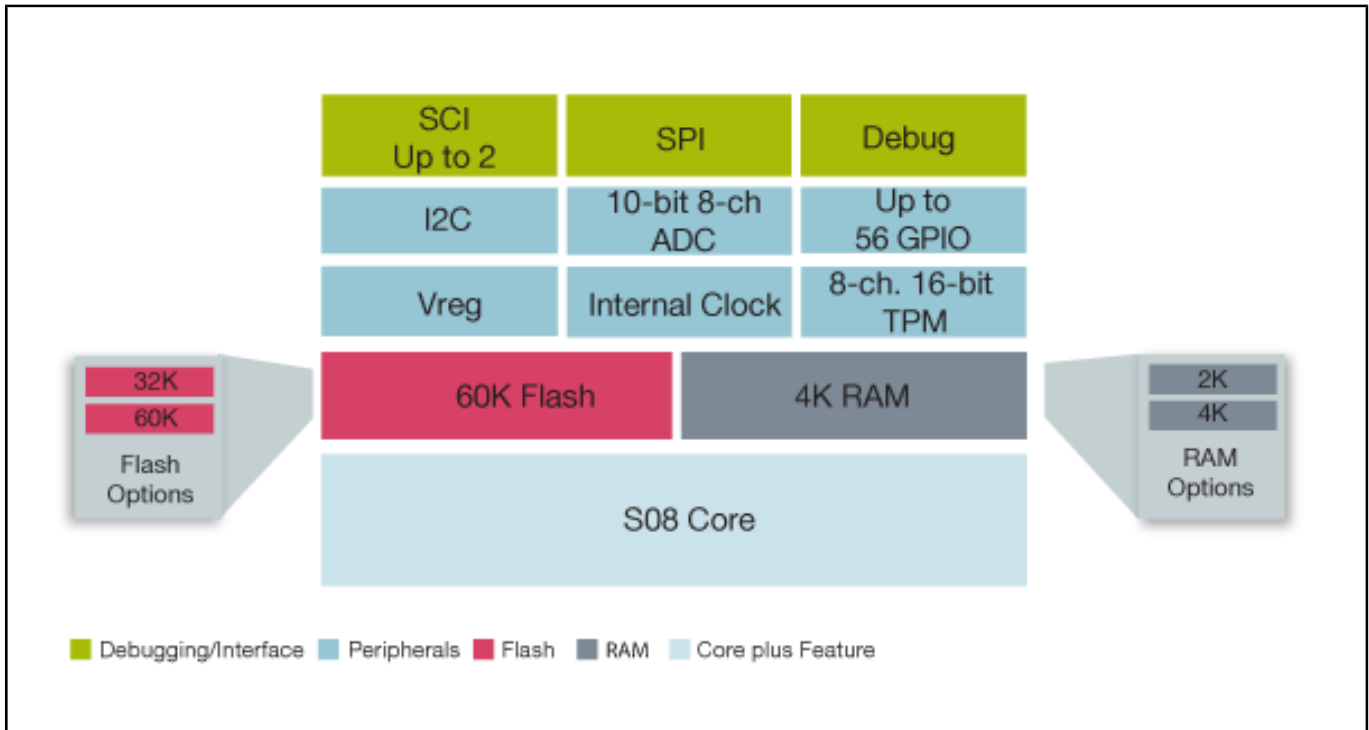 SCI
Up to 2
SPI
Debug
I2C
10-bit 8-ch
ADC
Up to
56 GPIO
Vreg
Internal Clock
8-ch. 16-bit
TPM
32K
60K
Flash
Options
60K Flash
4K RAM
2K
4K
RAM
Options
S08 Core
Debugging/Interface
Peripherals
Flash
RAM
Core plus Feature